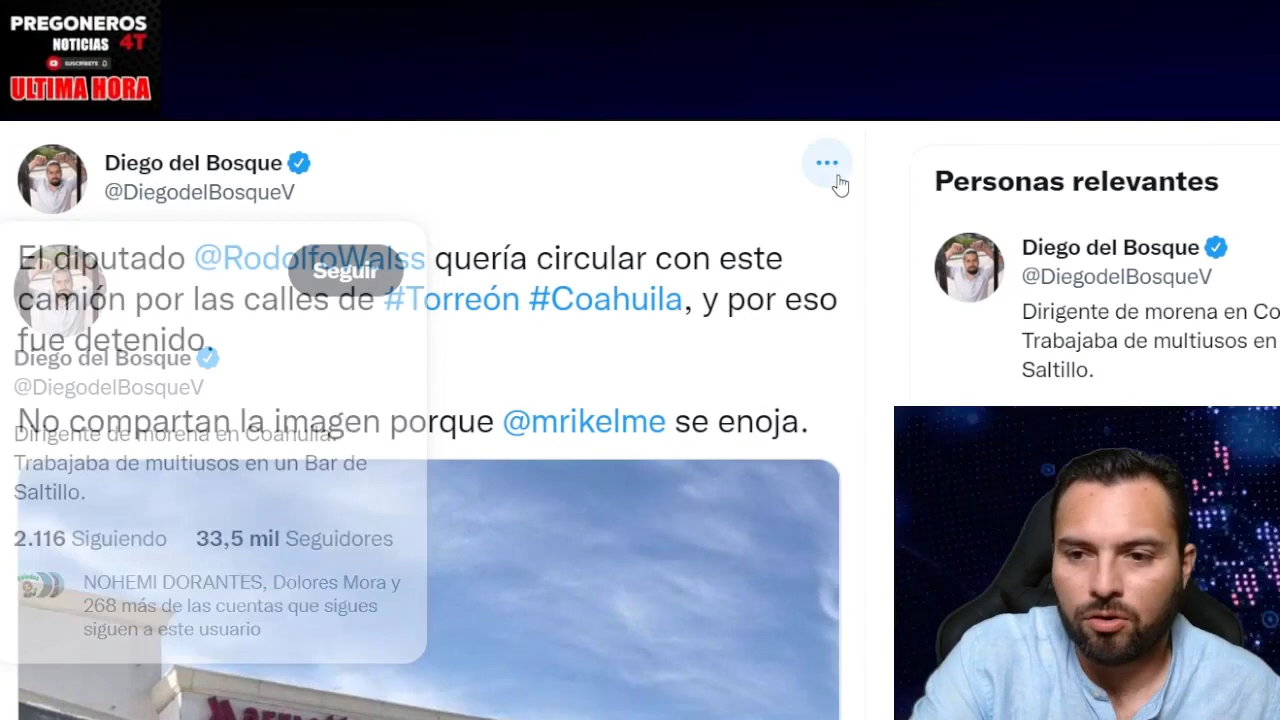 PREGONEROS
NOTICIAS 4T
SUSCRIBETE
ULTIMA HORA
Diego del Bosque
@DiegodelBosqueV
El diputado @RodolfoWalss quería circular con este
camión por las calles de #Torreón #Coahuila, y por eso
fue detenido.
No compartan la imagen porque @mrikelme se enoja.
Seguir
Diego del Bosque
@DiegodelBosqueV
Dirigente de morena en Coahuila.
Trabajaba de multiusos en un Bar de
Saltillo.
2.116 Siguiendo 33,5 mil Seguidores
NOHEMI DORANTES, Dolores Mora y
268 más de las cuentas que sigues
siguen a este usuario
Marriott
Personas relevantes
Diego del Bosque
@DiegodelBosqueV
Dirigente de morena en Co
Trabajaba de multiusos en
Saltillo.